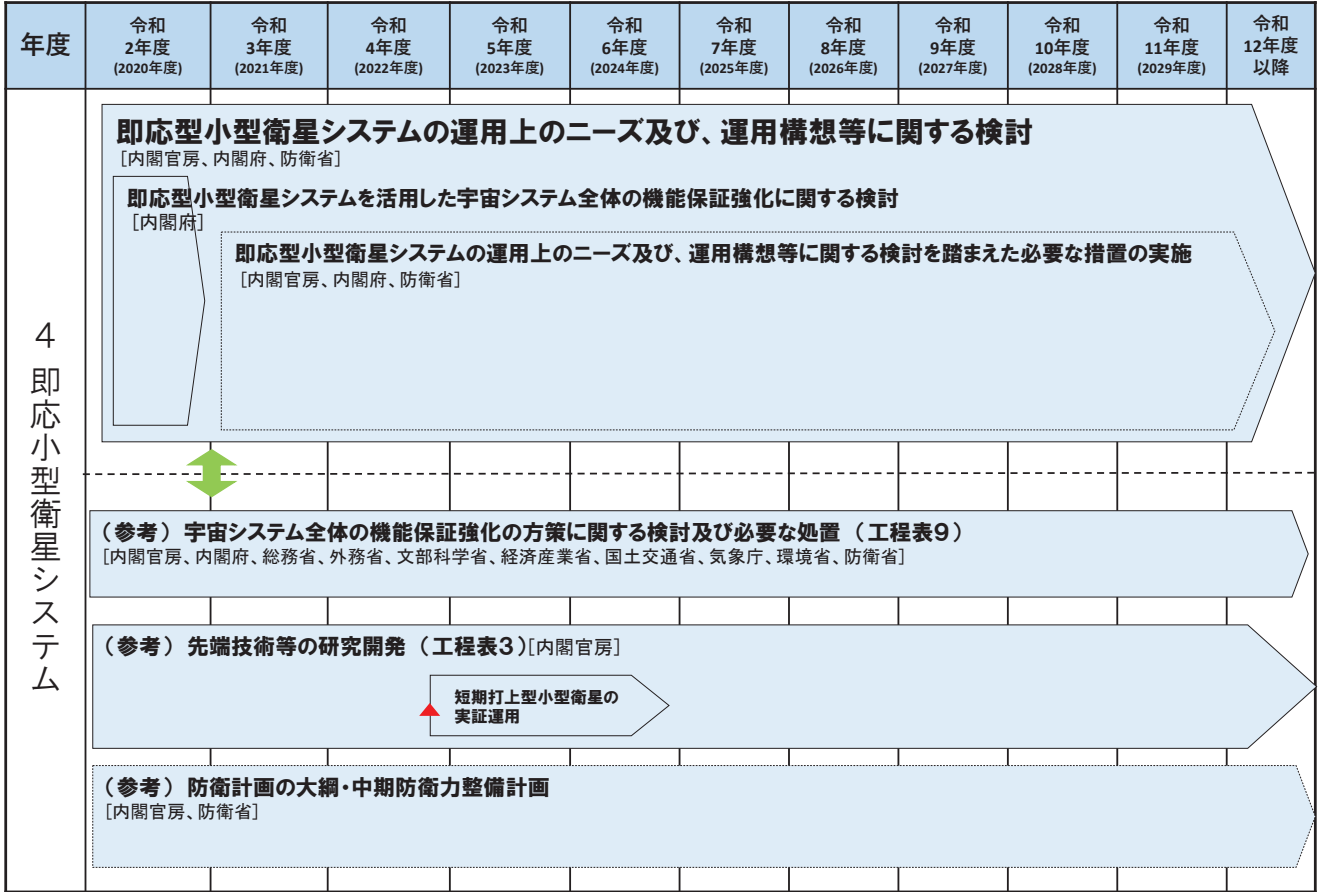 年度
令和
2年度
(2020年度)
令和
3年度
(2021年度)
令和
4年度
(2022年度)
令和
5年度
(2023年度)
令和
6年度
(2024年度)
令和
7年度
(2025年度)
令和
8年度
(2026年度)
令和
9年度
(2027年度)
令和
10年度
(2028年度)
令和
11年度
(2029年度)
令和
12年度
以降
4 即応小型衛星システム
即応型小型衛星システムの運用上のニーズ及び、運用構想等に関する検討
[内閣官房、内閣府、防衛省]
即応型小型衛星システムを活用した宇宙システム全体の機能保証強化に関する検討
[内閣府]
即応型小型衛星システムの運用上のニーズ及び、運用構想等に関する検討を踏まえた必要な措置の実施
[内閣官房、内閣府、防衛省]
(参考) 宇宙システム全体の機能保証強化の方策に関する検討及び必要な処置 (工程表9)
[内閣官房、内閣府、総務省、外務省、文部科学省、経済産業省、国土交通省、気象庁、環境省、防衛省]
(参考) 先端技術等の研究開発 (工程表3)[内閣官房]
短期打上型小型衛星の
実証運用
(参考) 防衛計画の大綱・中期防衛力整備計画
[内閣官房、防衛省]